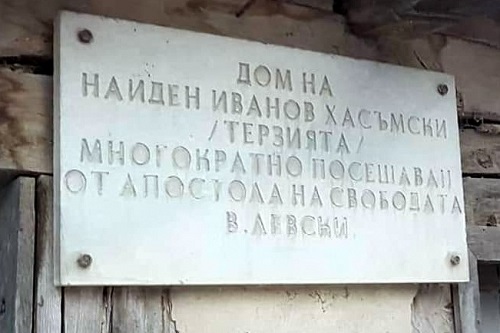 ДОМ НА
НАЙДЕН ИВАНОВ ХАСЪМСКИ
/ТЕРЗИЯТА/
МНОГОКРАТНО ПОСЕЩАВАН
ОТ АПОСТОЛА НА СВОБОДАТА
В. ЛЕВСКИ